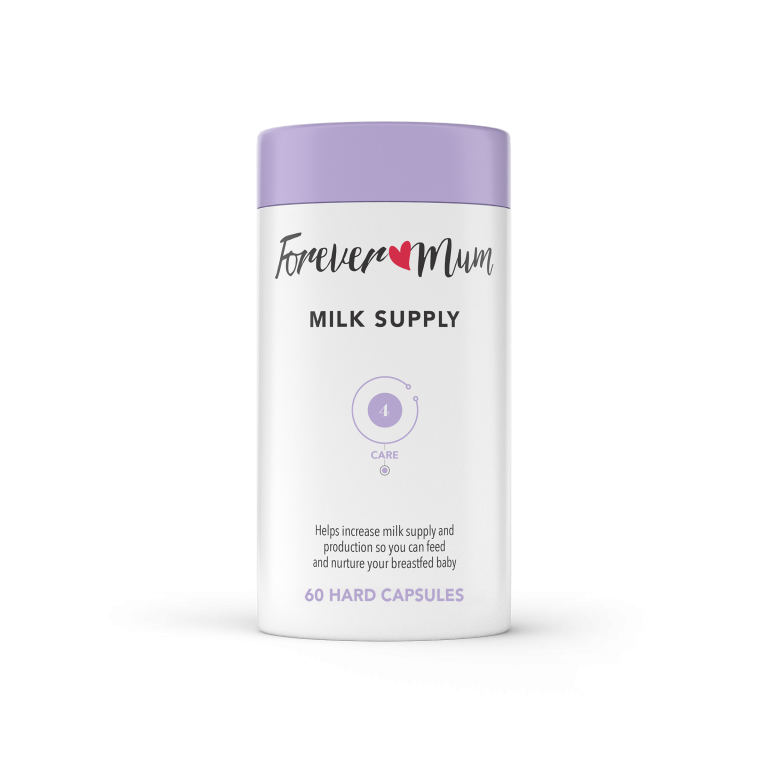 Forever Mum
MILK SUPPLY
4
CARE
Helps increase milk supply and
production so you can feed
and nurture your breastfed baby
60 HARD CAPSULES